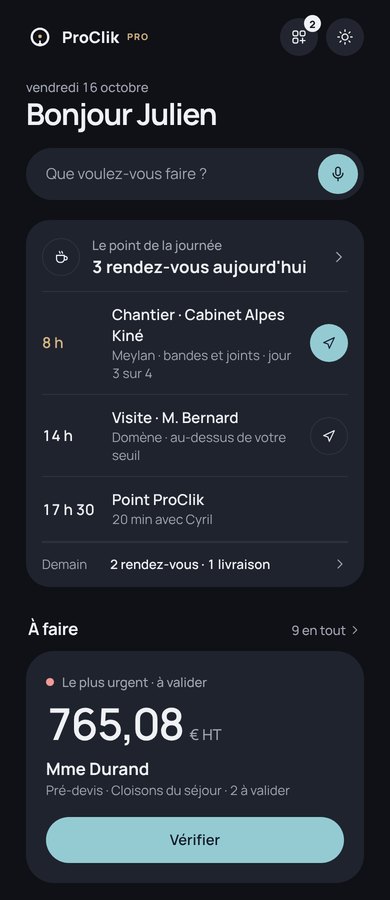 ProClik PRO
2
vendredi 16 octobre
Bonjour Julien
Que voulez-vous faire ?
Le point de la journée
3 rendez-vous aujourd'hui
8 h
Chantier · Cabinet Alpes
Kiné
Meylan · bandes et joints · jour
3 sur 4
14 h
Visite · M. Bernard
Domène · au-dessus de votre
seuil
17 h 30
Point ProClik
20 min avec Cyril
Demain 2 rendez-vous · 1 livraison
À faire
9 en tout
Le plus urgent · à valider
765,08 € HT
Mme Durand
Pré-devis · Cloisons du séjour · 2 à valider
Vérifier